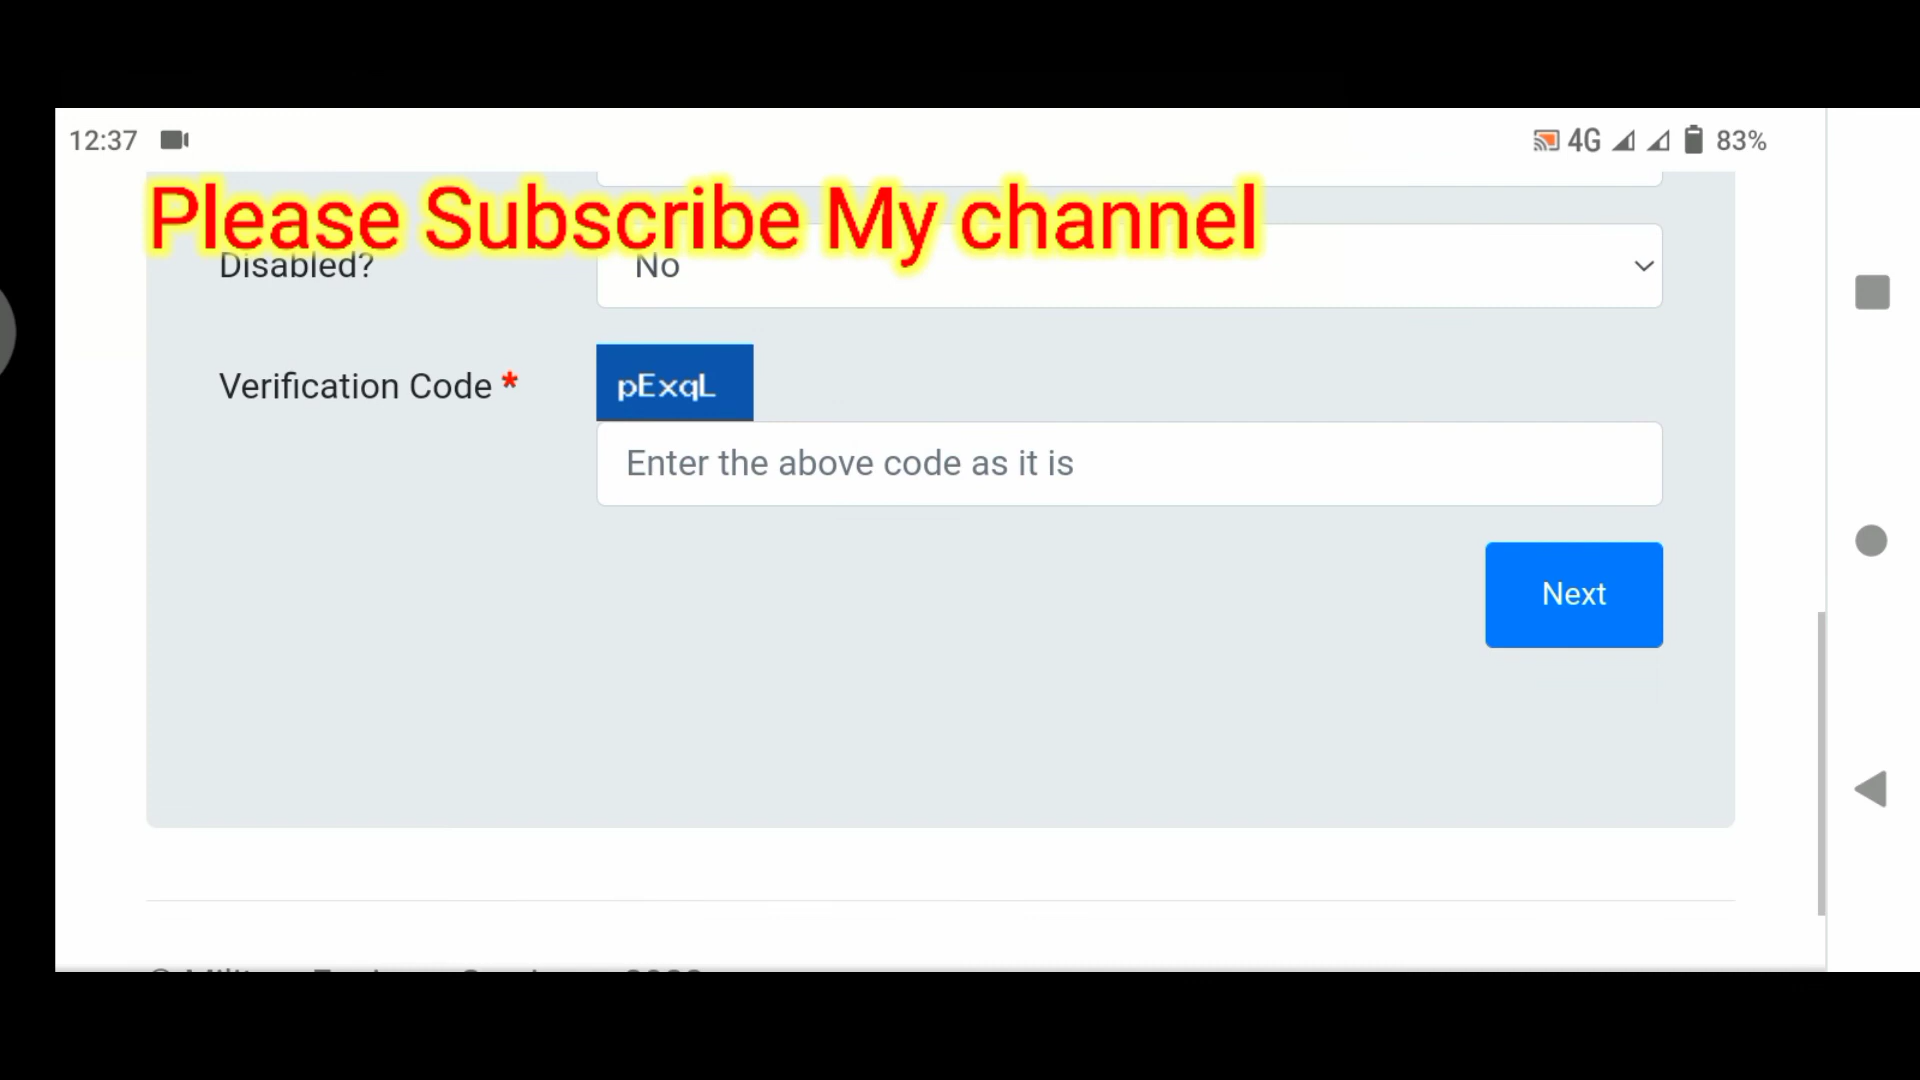 12:37 4G 83%
Please Subscribe My channel
Disabled? No
Verification Code * pExqL
Enter the above code as it is
Next